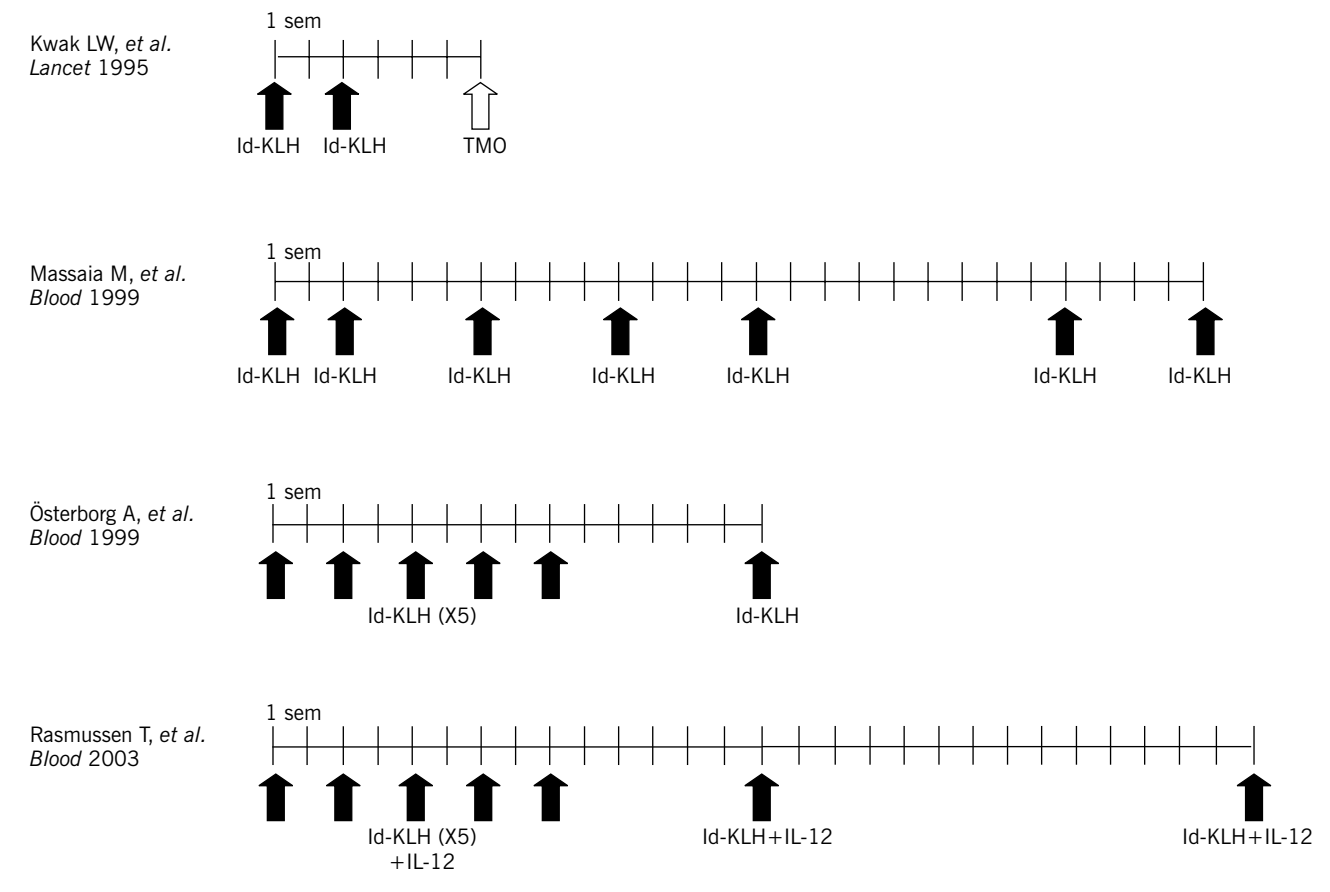 1 sem
Kwak LW, et al.
Lancet 1995
Id-KLH Id-KLH TMO
1 sem
Massaia M, et al.
Blood 1999
Id-KLH Id-KLH Id-KLH Id-KLH Id-KLH Id-KLH Id-KLH
1 sem
Österborg A, et al.
Blood 1999
Id-KLH (X5) Id-KLH
1 sem
Rasmussen T, et al.
Blood 2003
Id-KLH (X5) Id-KLH+IL-12 Id-KLH+IL-12
+IL-12